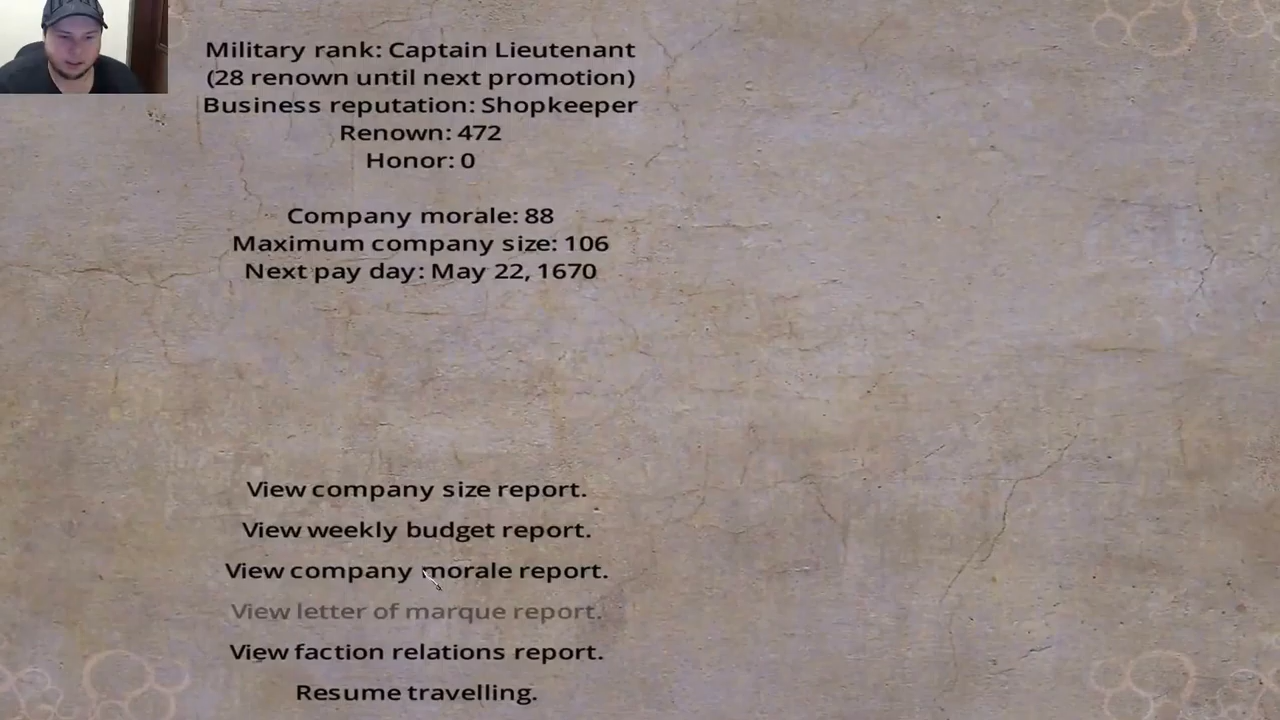 Military rank: Captain Lieutenant
(28 renown until next promotion)
Business reputation: Shopkeeper
Renown: 472
Honor: 0
Company morale: 88
Maximum company size: 106
Next pay day: May 22, 1670
View company size report.
View weekly budget report.
View company morale report.
View letter of marque report.
View faction relations report.
Resume travelling.